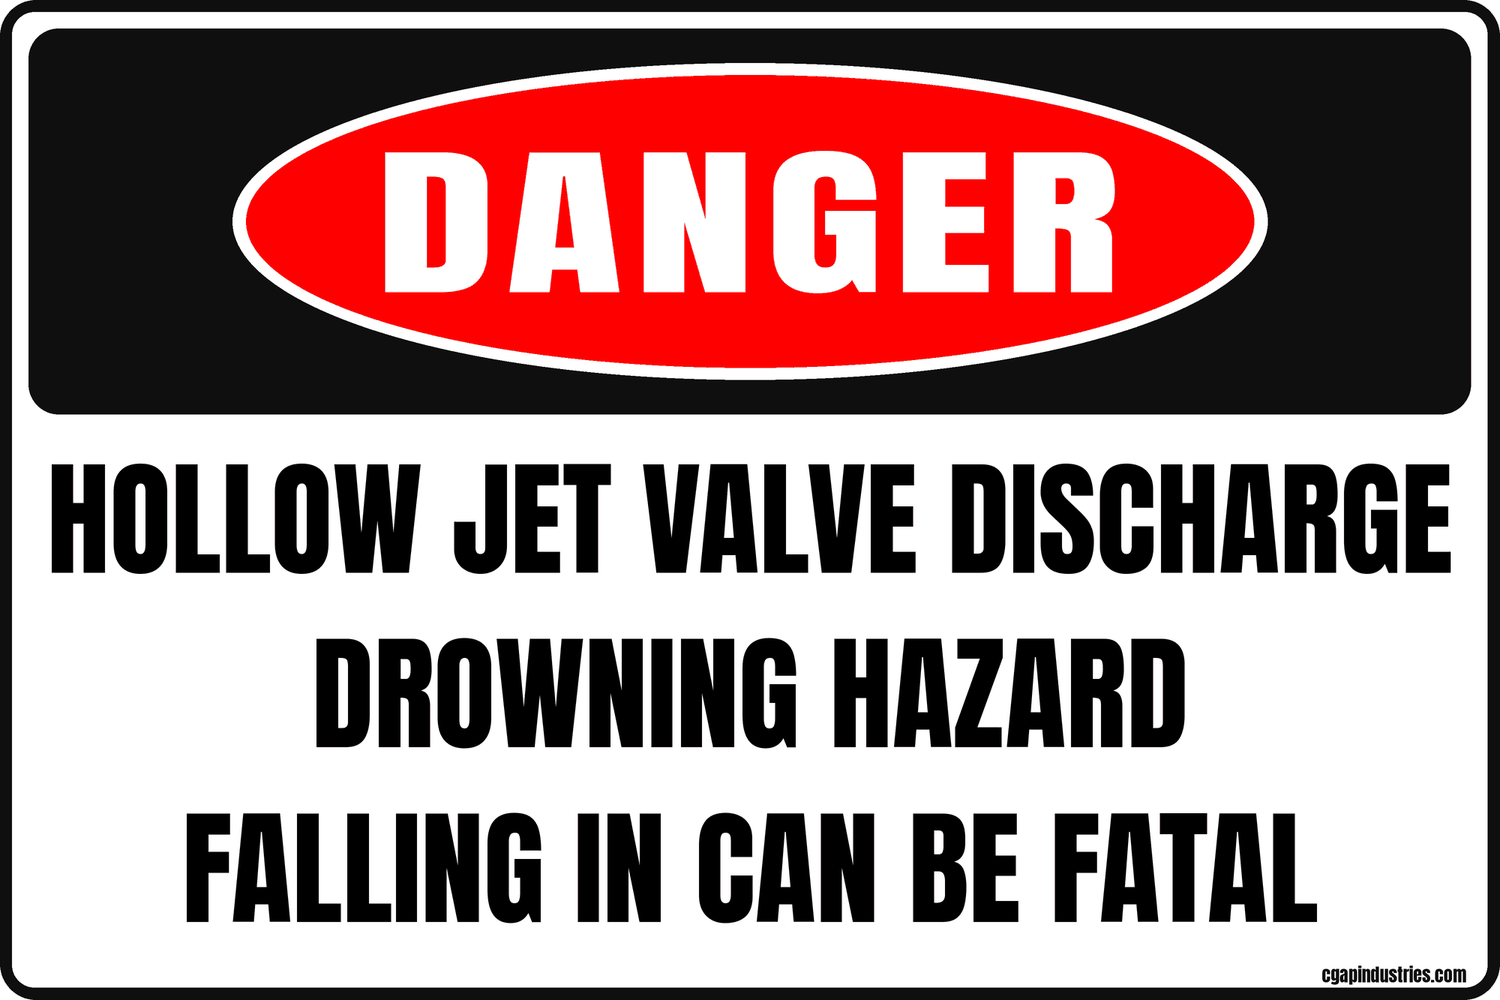 DANGER
HOLLOW JET VALVE DISCHARGE
DROWNING HAZARD
FALLING IN CAN BE FATAL
cgapindustries.com